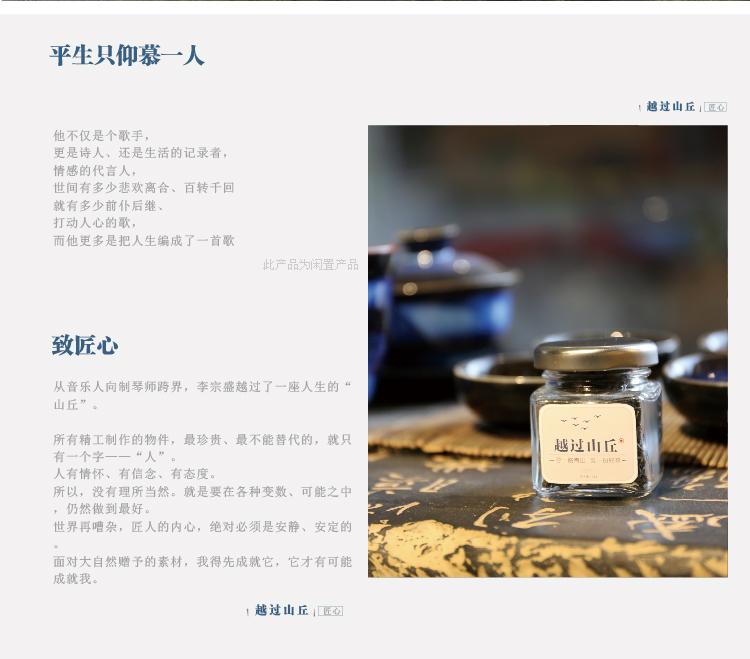 平生只仰慕一人
越过山丘 匠心
他不仅是个歌手，
更是诗人、还是生活的记录者，
情感的代言人，
世间有多少悲欢离合、百转千回
就有多少前仆后继、
打动人心的歌，
而他更多是把人生编成了一首歌
此产品为闲置产品
致匠心
从音乐人向制琴师跨界，李宗盛越过了一座人生的“
山丘”。
所有精工制作的物件，最珍贵、最不能替代的，就只
有一个字——“人”。
人有情怀、有信念、有态度。
所以，没有理所当然。就是要在各种变数、可能之中
，仍然做到最好。
世界再嘈杂，匠人的内心，绝对必须是安静、安定的
。
面对大自然赠予的素材，我得先成就它，它才有可能
成就我。
越过山丘 匠心
越过山丘